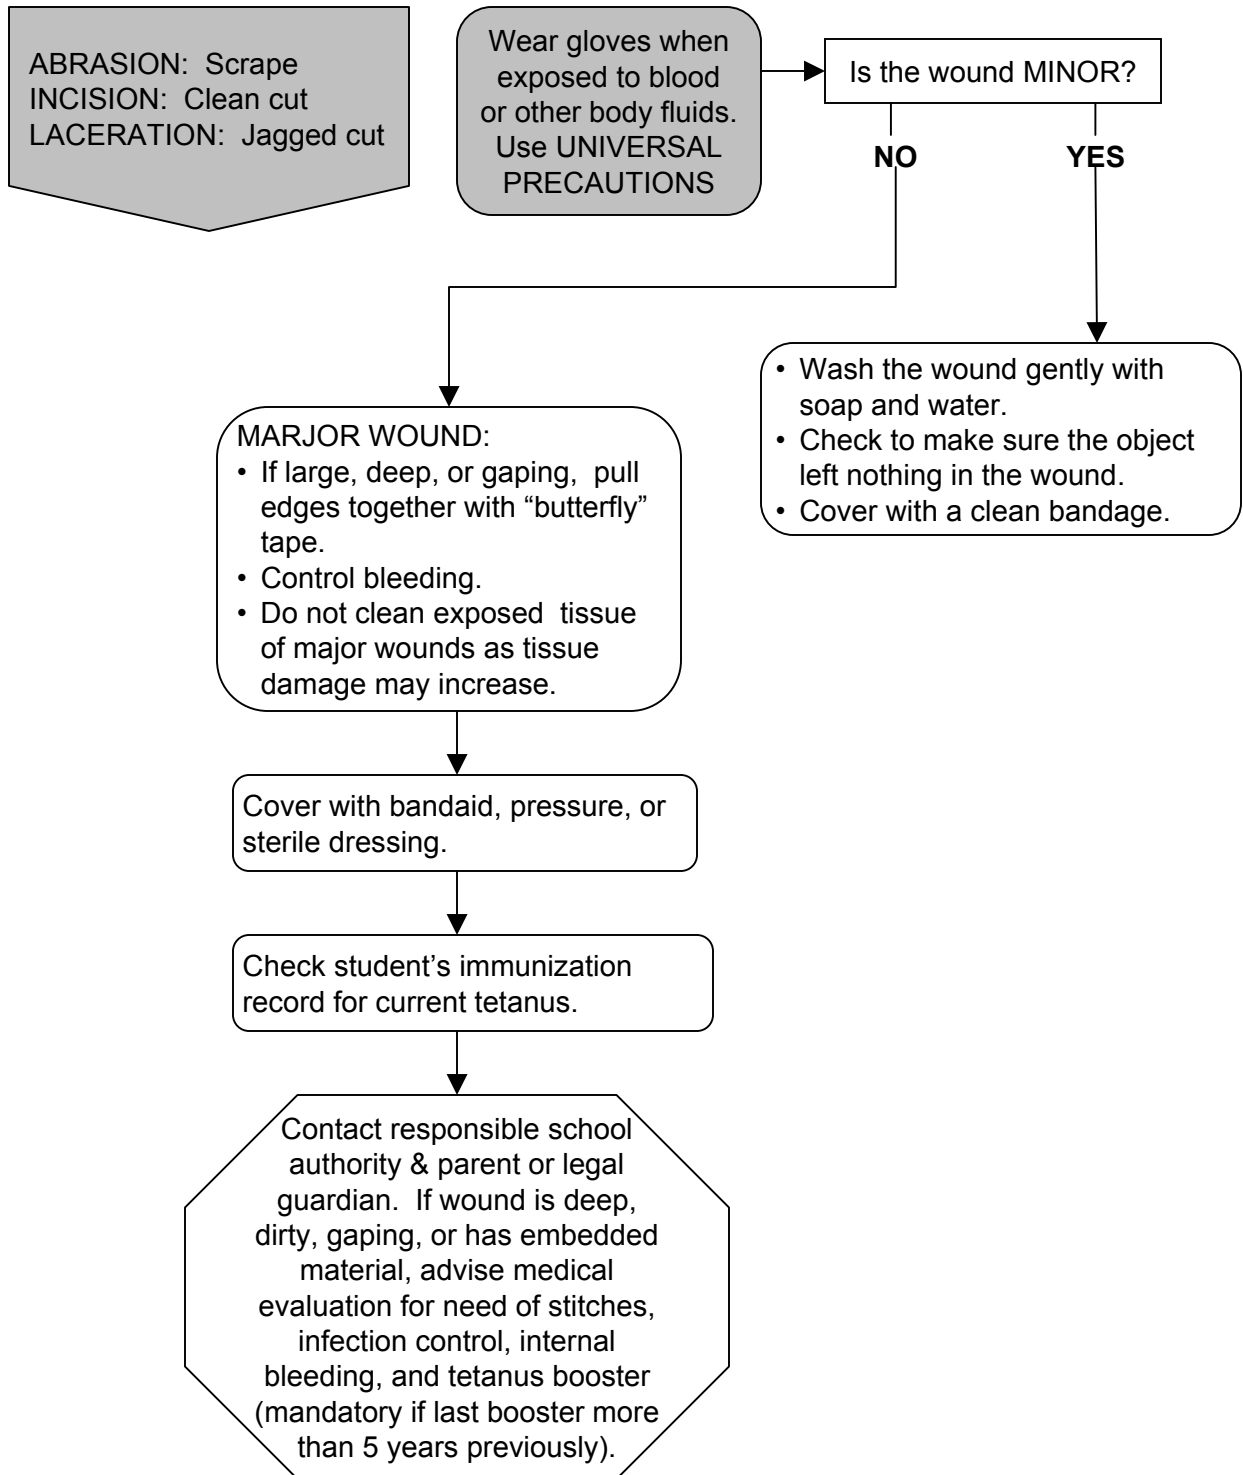 ABRASION: Scrape
INCISION: Clean cut
LACERATION: Jagged cut
Wear gloves when
exposed to blood
or other body fluids.
Use UNIVERSAL
PRECAUTIONS
Is the wound MINOR?
NO
YES
• Wash the wound gently with
soap and water.
• Check to make sure the object
left nothing in the wound.
• Cover with a clean bandage.
MARJOR WOUND:
• If large, deep, or gaping, pull
edges together with “butterfly”
tape.
• Control bleeding.
• Do not clean exposed tissue
of major wounds as tissue
damage may increase.
Cover with bandaid, pressure, or
sterile dressing.
Check student’s immunization
record for current tetanus.
Contact responsible school
authority & parent or legal
guardian. If wound is deep,
dirty, gaping, or has embedded
material, advise medical
evaluation for need of stitches,
infection control, internal
bleeding, and tetanus booster
(mandatory if last booster more
than 5 years previously).